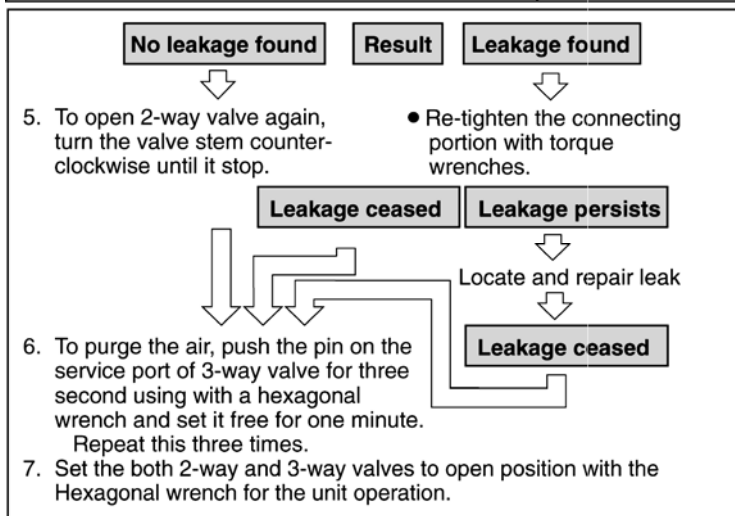 No leakage found Result Leakage found
5. To open 2-way valve again,
turn the valve stem counter-
clockwise until it stop.
● Re-tighten the connecting
portion with torque
wrenches.
Leakage ceased Leakage persists
Locate and repair leak
Leakage ceased
6. To purge the air, push the pin on the
service port of 3-way valve for three
second using with a hexagonal
wrench and set it free for one minute.
Repeat this three times.
7. Set the both 2-way and 3-way valves to open position with the
Hexagonal wrench for the unit operation.